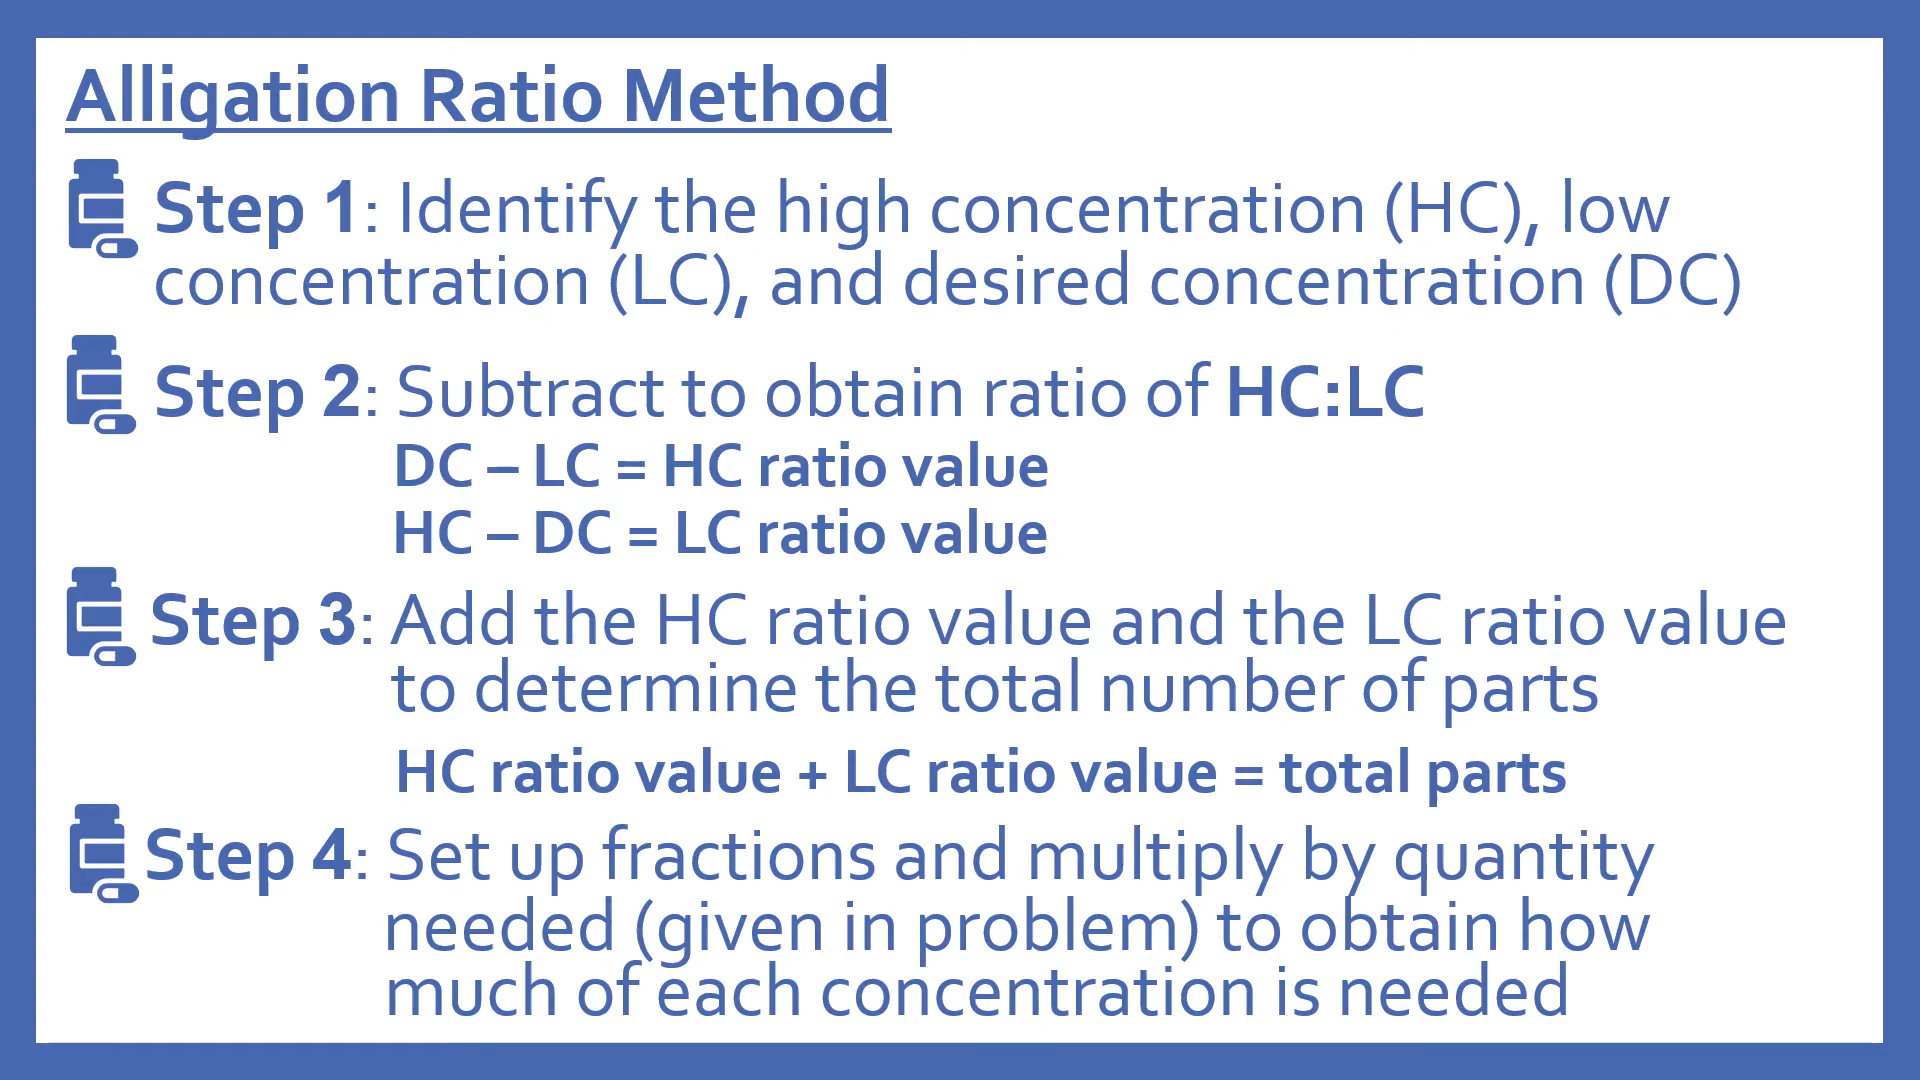 Alligation Ratio Method
Step 1: Identify the high concentration (HC), low
concentration (LC), and desired concentration (DC)
Step 2: Subtract to obtain ratio of HC:LC
DC – LC = HC ratio value
HC – DC = LC ratio value
Step 3: Add the HC ratio value and the LC ratio value
to determine the total number of parts
HC ratio value + LC ratio value = total parts
Step 4: Set up fractions and multiply by quantity
needed (given in problem) to obtain how
much of each concentration is needed